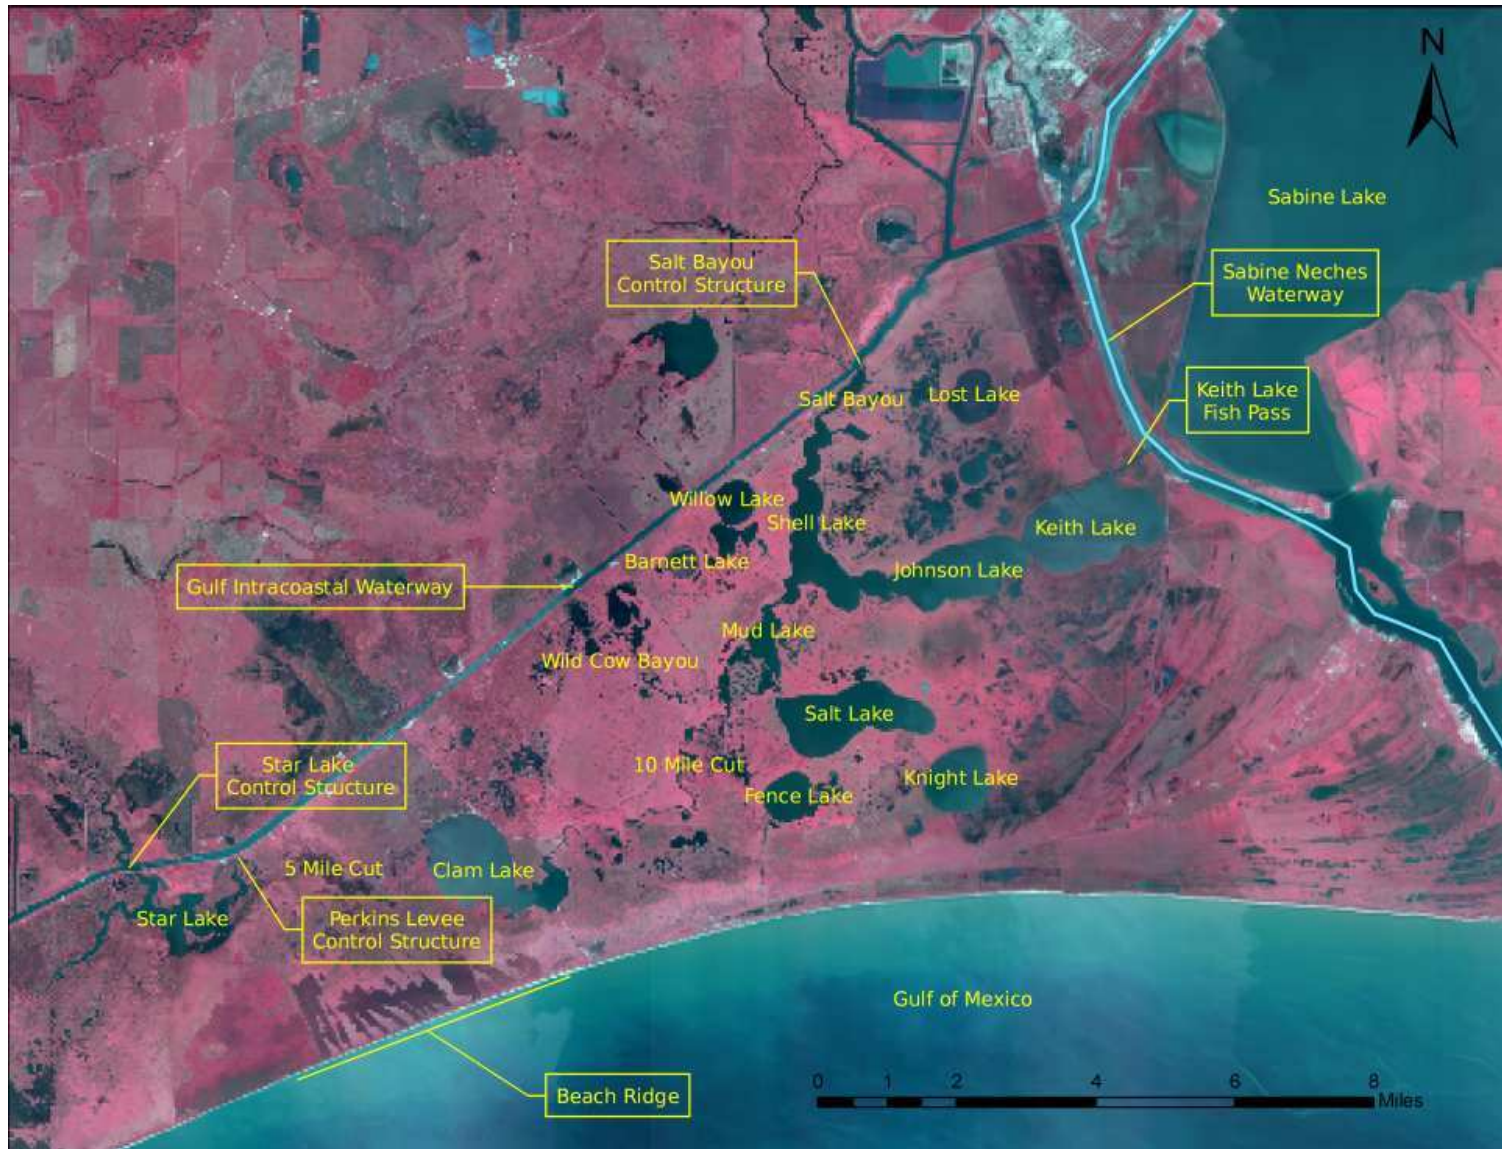 N
Sabine Lake
Salt Bayou
Control Structure
Sabine Neches
Waterway
Keith Lake
Fish Pass
Salt Bayou
Lost Lake
Willow Lake
Shell Lake
Keith Lake
Barnett Lake
Johnson Lake
Gulf Intracoastal Waterway
Mud Lake
Wild Cow Bayou
Salt Lake
Star Lake
Control Structure
10 Mile Cut
Knight Lake
Fence Lake
5 Mile Cut
Clam Lake
Star Lake
Perkins Levee
Control Structure
Gulf of Mexico
Beach Ridge
0 1 2 4 6 8
Miles